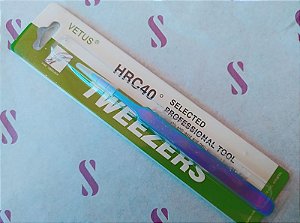 VETUS®
HRC40°
SELECTED
PROFESSIONAL TOOL
TWEEZERS
S
S
S
S